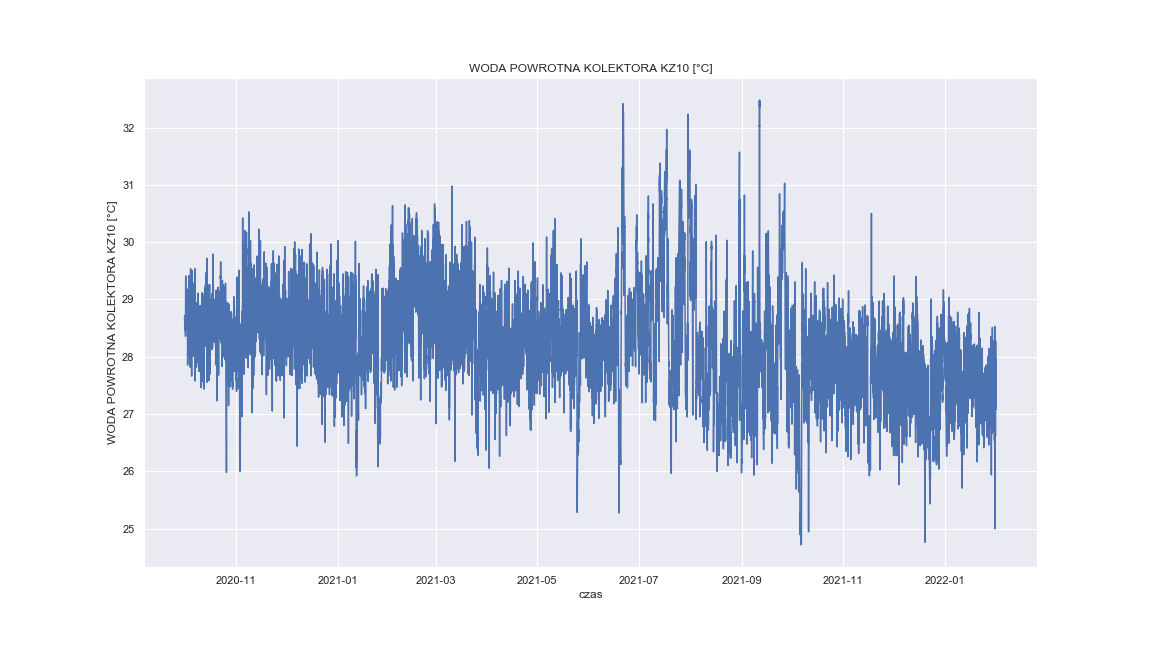 WODA POWROTNA KOLEKTORA KZ10 [°C]
WODA POWROTNA KOLEKTORA KZ10 [°C]
32
31
30
29
28
27
26
25
2020-11 2021-01 2021-03 2021-05 2021-07 2021-09 2021-11 2022-01
czas